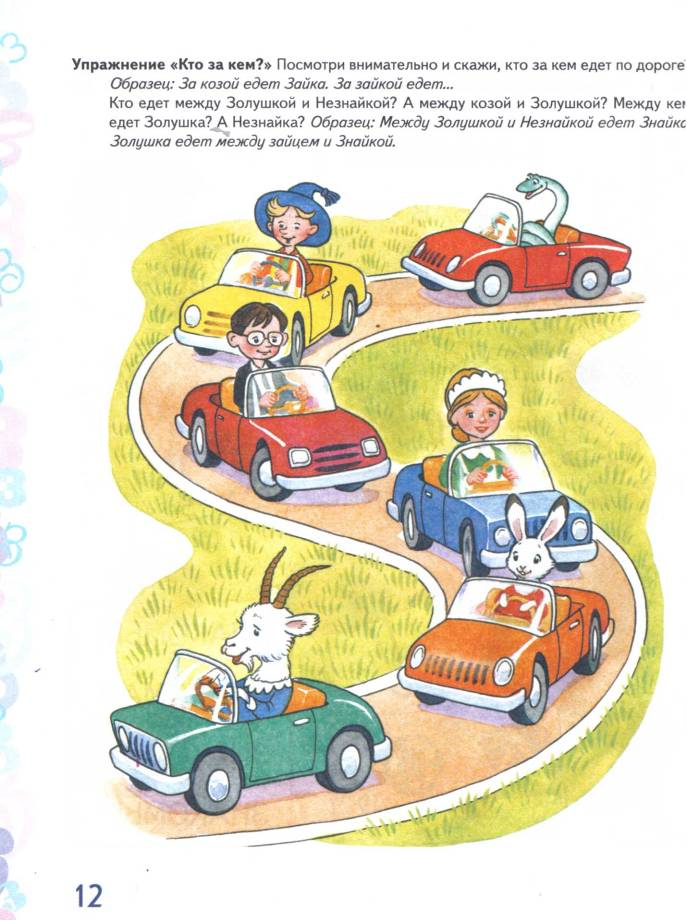 Упражнение «Кто за кем?» Посмотри внимательно и скажи, кто за кем едет по дороге
Образец: За козой едет Зайка. За зайкой едет...
Кто едет между Золушкой и Незнайкой? А между козой и Золушкой? Между кем
едет Золушка? А Незнайка? Образец: Между Золушкой и Незнайкой едет Знайка
Золушка едет между зайцем и Знайкой.
12